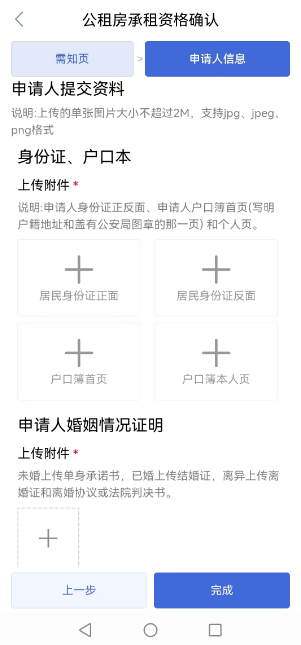 公租房承租资格确认
需知页 > 申请人信息
申请人提交资料
说明:上传的单张图片大小不超过2M，支持jpg、jpeg、
png格式
身份证、户口本
上传附件 *
说明:申请人身份证正反面、申请人户口簿首页(写明
户籍地址和盖有公安局图章的那一页) 和个人页。
居民身份证正面 居民身份证反面
户口簿首页 户口簿本人页
申请人婚姻情况证明
上传附件 *
未婚上传单身承诺书，已婚上传结婚证，离异上传离
婚证和离婚协议或法院判决书。
上一步 完成